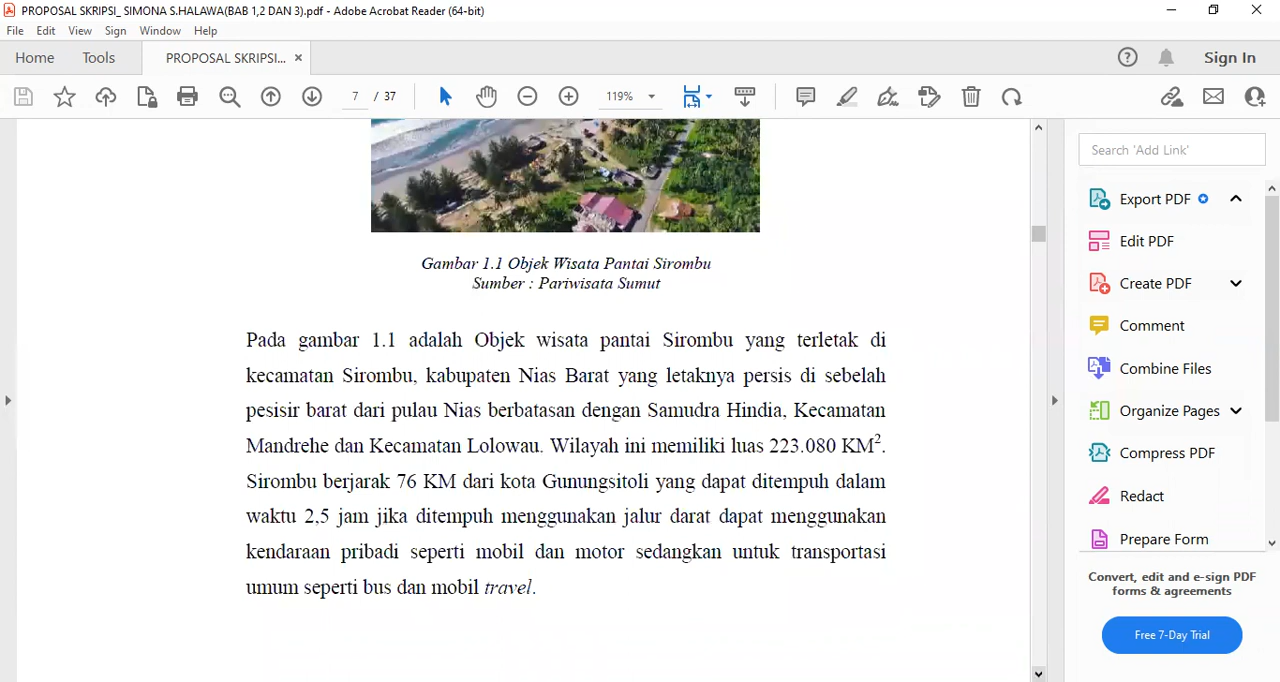 PROPOSAL SKRIPSI_ SIMONA S.HALAWA(BAB 1,2 DAN 3).pdf - Adobe Acrobat Reader (64-bit)
File Edit View Sign Window Help
Home Tools PROPOSAL SKRIPSI... × Sign In
7 / 37 119%
Search 'Add Link'
Export PDF
Edit PDF
Create PDF
Comment
Combine Files
Organize Pages
Compress PDF
Redact
Prepare Form
Convert, edit and e-sign PDF
forms & agreements
Free 7-Day Trial
Gambar 1.1 Objek Wisata Pantai Sirombu
Sumber : Pariwisata Sumut
Pada gambar 1.1 adalah Objek wisata pantai Sirombu yang terletak di
kecamatan Sirombu, kabupaten Nias Barat yang letaknya persis di sebelah
pesisir barat dari pulau Nias berbatasan dengan Samudra Hindia, Kecamatan
Mandrehe dan Kecamatan Lolowau. Wilayah ini memiliki luas 223.080 KM².
Sirombu berjarak 76 KM dari kota Gunungsitoli yang dapat ditempuh dalam
waktu 2,5 jam jika ditempuh menggunakan jalur darat dapat menggunakan
kendaraan pribadi seperti mobil dan motor sedangkan untuk transportasi
umum seperti bus dan mobil travel.